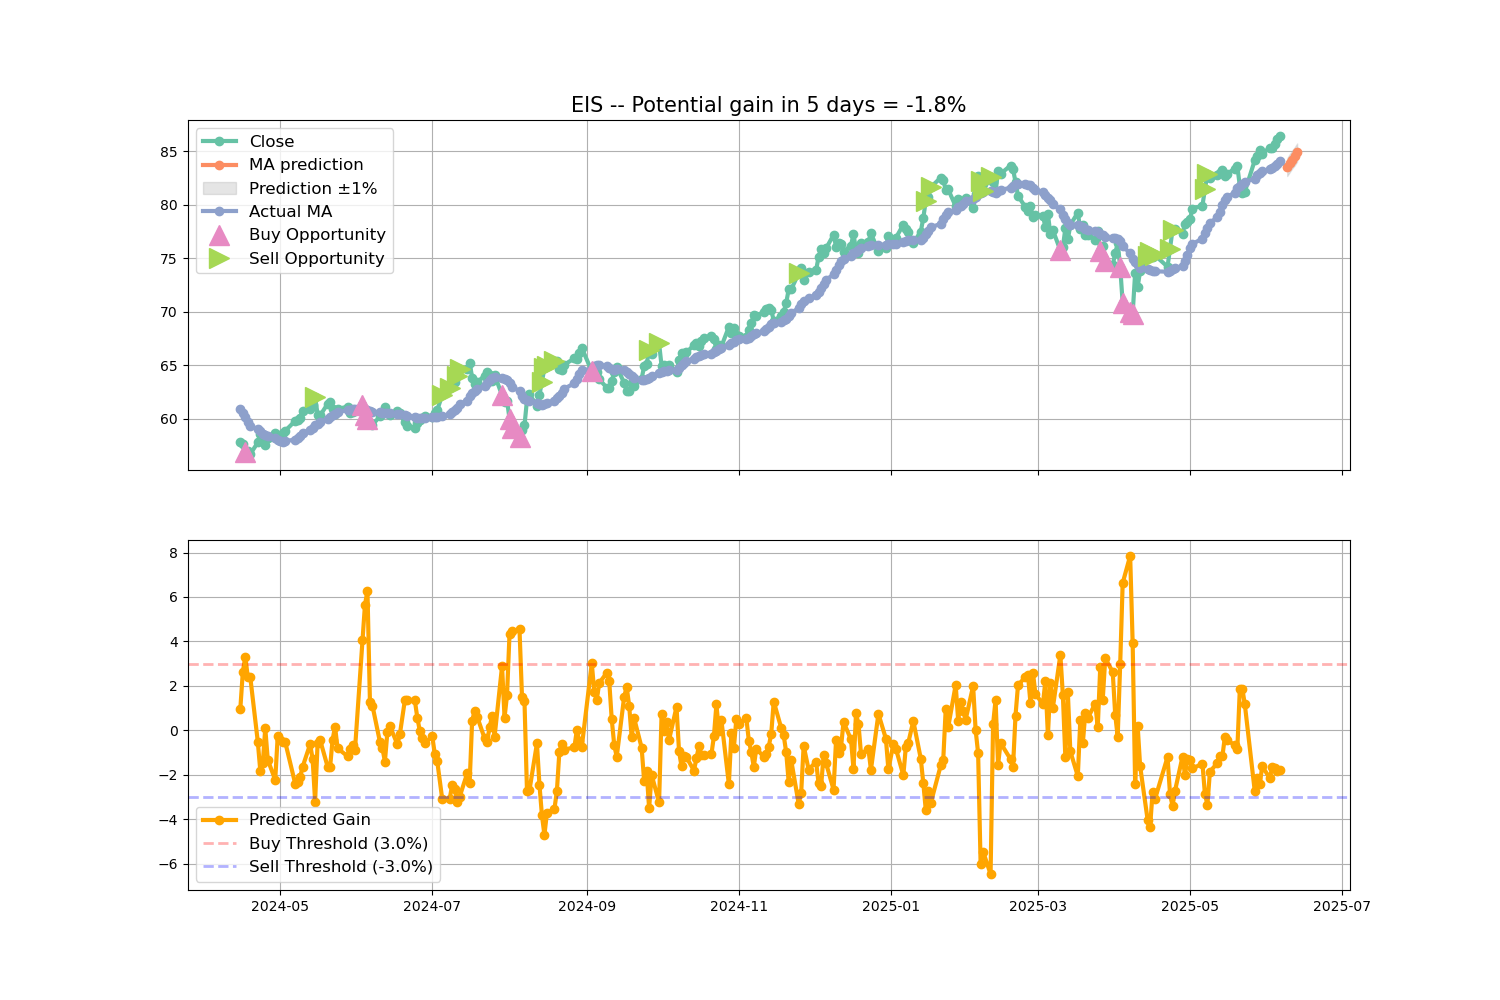 EIS -- Potential gain in 5 days = -1.8%
Close
MA prediction
Prediction ±1%
Actual MA
Buy Opportunity
Sell Opportunity
85
80
75
70
65
60
8
6
4
2
0
−2
−4
−6
Predicted Gain
Buy Threshold (3.0%)
Sell Threshold (-3.0%)
2024-05 2024-07 2024-09 2024-11 2025-01 2025-03 2025-05 2025-07